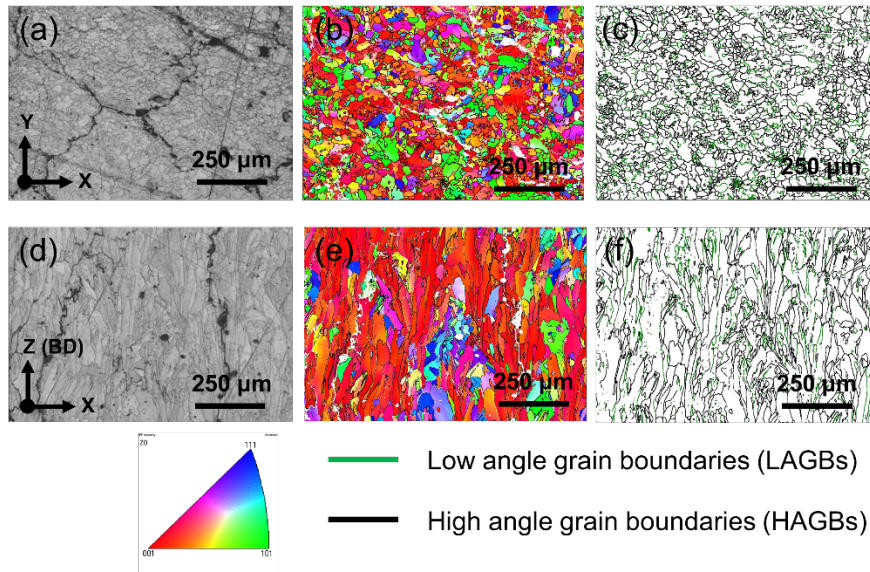 (a)
Y
X
250 µm
(b)
250 µm
(c)
250 µm
(d)
Z (BD)
X
250 µm
(e)
250 µm
(f)
250 µm
20
111
001
101
Low angle grain boundaries (LAGBs)
High angle grain boundaries (HAGBs)